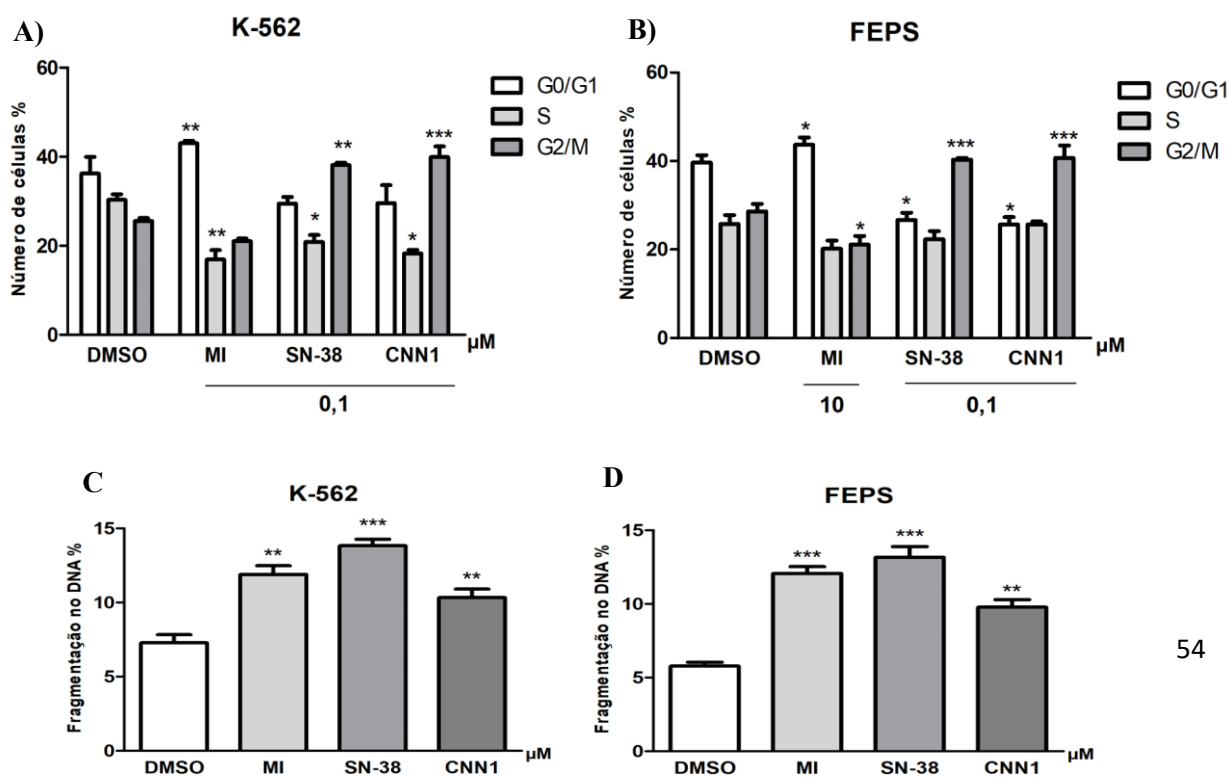 A)
K-562
Número de células %
60
40
20
0
** ** ** * ***
*
DMSO MI SN-38 CNN1 µM
0,1
G0/G1
S
G2/M
B)
FEPS
Número de células %
60
40
20
0
* * * *** * ***
DMSO MI SN-38 CNN1 µM
10 0,1
G0/G1
S
G2/M
C
K-562
Fragmentação no DNA %
15
10
5
0
** *** **
DMSO MI SN-38 CNN1 µM
D
FEPS
Fragmentação no DNA %
15
10
5
0
*** *** **
DMSO MI SN-38 CNN1 µM
54